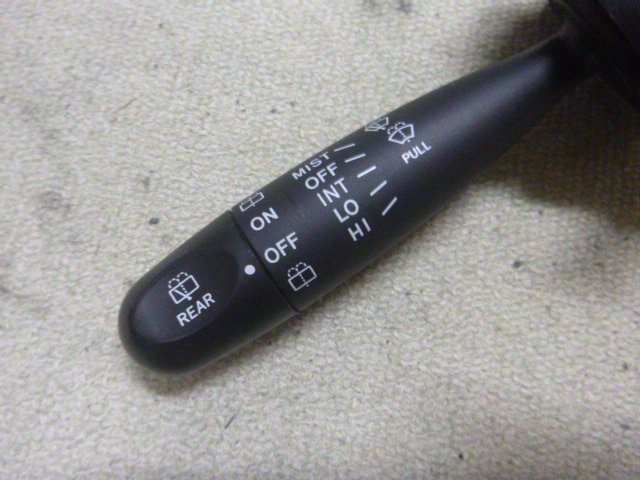 PULL
MIST
OFF
INT
LO
HI
ON
OFF
REAR